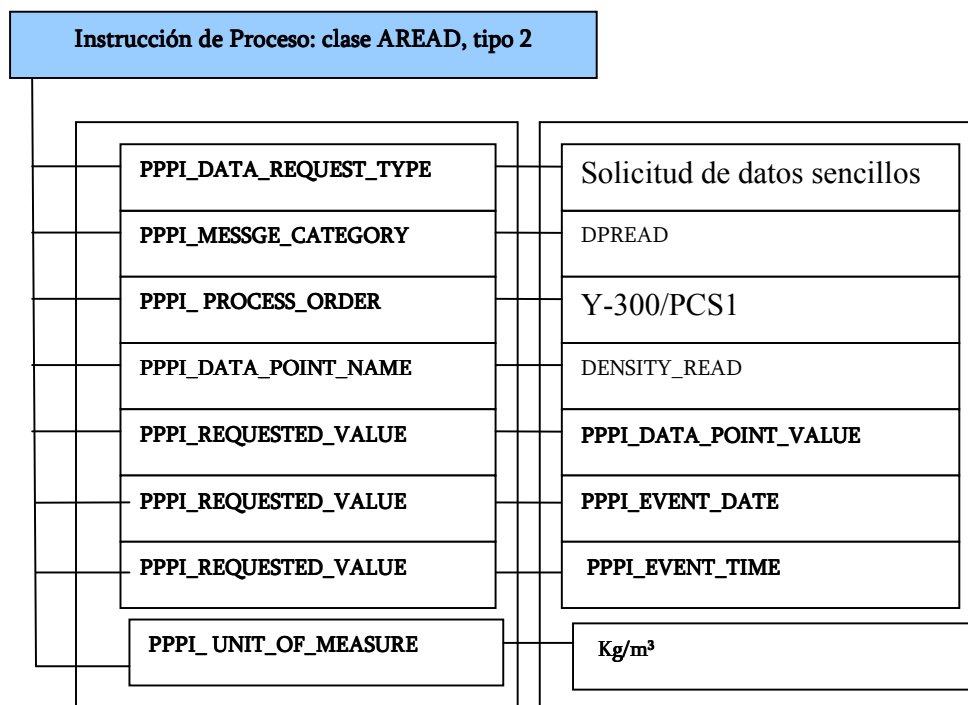 Instrucción de Proceso: clase AREAD, tipo 2
PPPI_DATA_REQUEST_TYPE
Solicitud de datos sencillos
PPPI_MESSGE_CATEGORY
DPREAD
PPPI_ PROCESS_ORDER
Y-300/PCS1
PPPI_DATA_POINT_NAME
DENSITY_READ
PPPI_REQUESTED_VALUE
PPPI_DATA_POINT_VALUE
PPPI_REQUESTED_VALUE
PPPI_EVENT_DATE
PPPI_REQUESTED_VALUE
PPPI_EVENT_TIME
PPPI_ UNIT_OF_MEASURE
Kg/m³